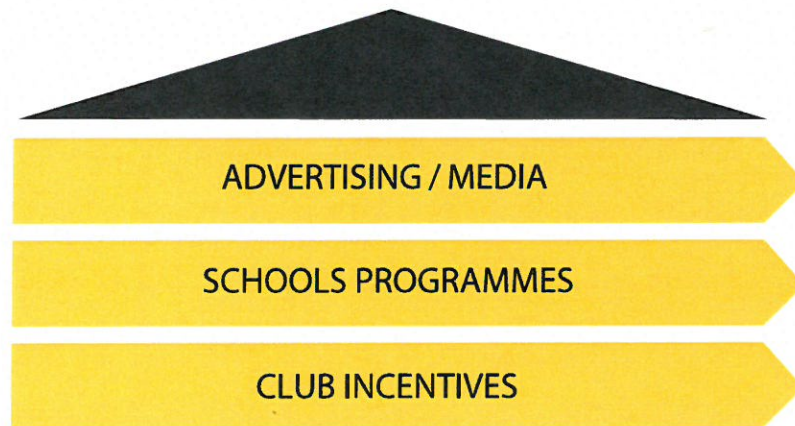 ADVERTISING / MEDIA
SCHOOLS PROGRAMMES
CLUB INCENTIVES